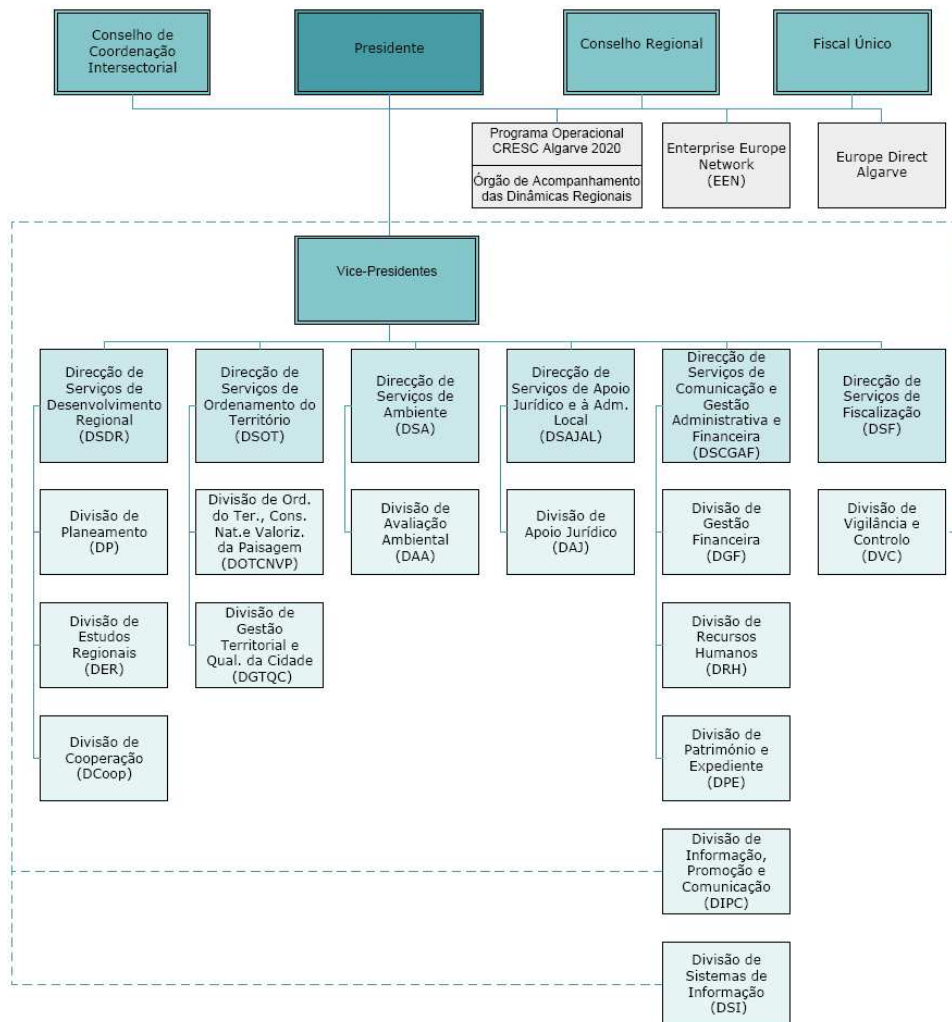 Conselho de
Coordenação
Intersectorial
Presidente
Conselho Regional
Fiscal Único
Programa Operacional
CRESC Algarve 2020
Órgão de Acompanhamento
das Dinâmicas Regionais
Enterprise Europe
Network
(EEN)
Europe Direct
Algarve
Vice-Presidentes
Direcção de
Serviços de
Desenvolvimento
Regional
(DSDR)
Direcção de
Serviços de
Ordenamento do
Território
(DSOT)
Direcção de
Serviços de
Ambiente
(DSA)
Direcção de
Serviços de Apoio
Jurídico e à Adm.
Local
(DSAJAL)
Direcção de
Serviços de
Comunicação e
Gestão
Administrativa e
Financeira
(DSCGAF)
Direcção de
Serviços de
Fiscalização
(DSF)
Divisão de
Planeamento
(DP)
Divisão de Ord.
do Ter., Cons.
Nat.e Valoriz.
da Paisagem
(DOTCNVP)
Divisão de
Avaliação
Ambiental
(DAA)
Divisão de
Apoio Jurídico
(DAJ)
Divisão de
Gestão
Financeira
(DGF)
Divisão de
Vigilância e
Controlo
(DVC)
Divisão de
Estudos
Regionais
(DER)
Divisão de
Gestão
Territorial e
Qual. da Cidade
(DGTQC)
Divisão de
Recursos
Humanos
(DRH)
Divisão de
Cooperação
(DCoop)
Divisão de
Património e
Expediente
(DPE)
Divisão de
Informação,
Promoção e
Comunicação
(DIPC)
Divisão de
Sistemas de
Informação
(DSI)